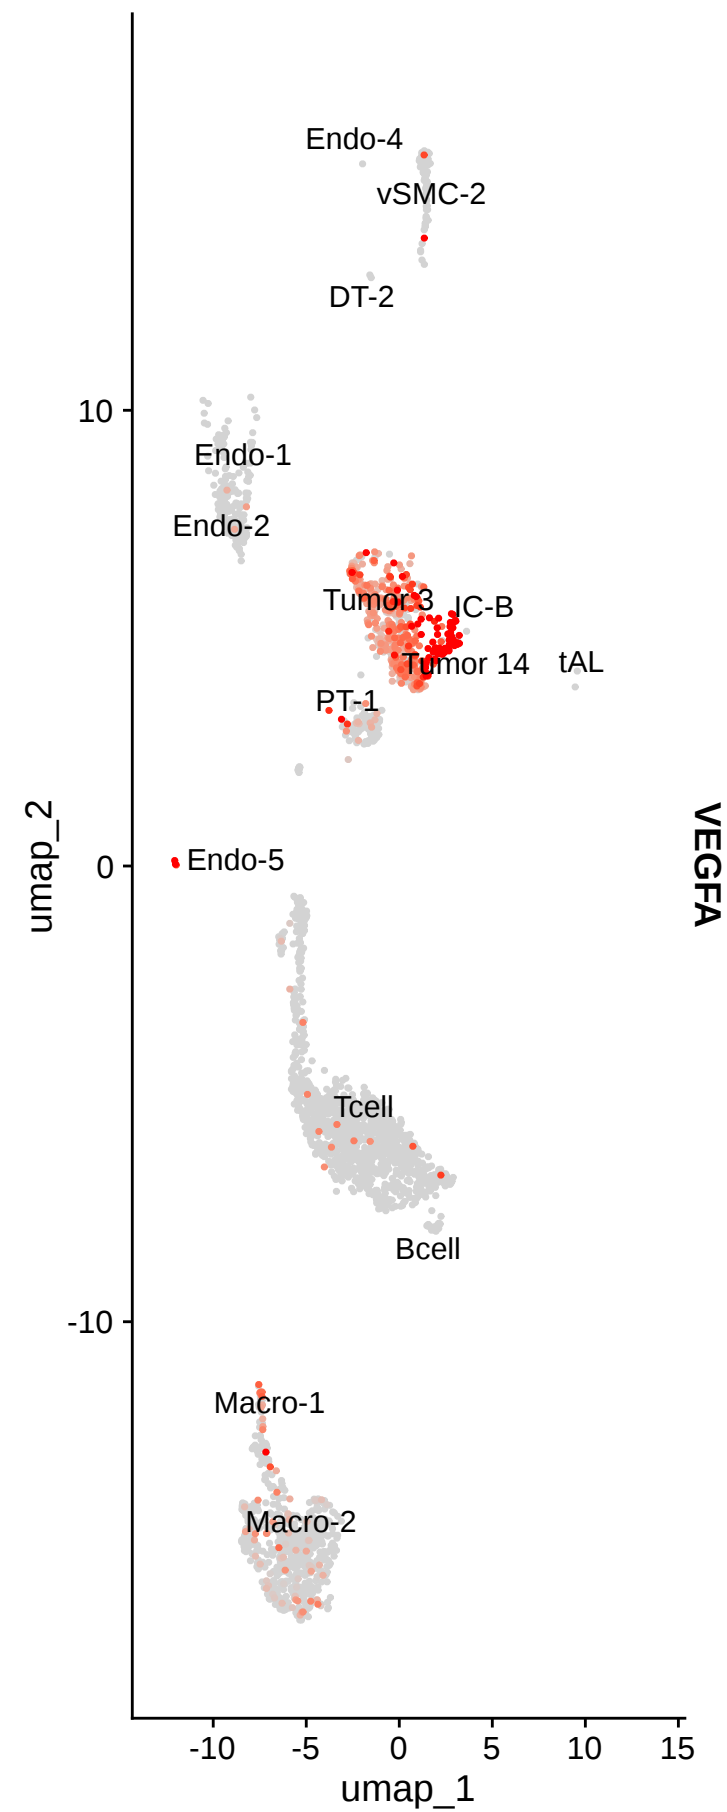 Endo-4
vSMC-2
DT-2
10
Endo-1
Endo-2
Tumor 3
IC-B
Tumor 14
tAL
PT-1
umap_2
VEGFA
0
Endo-5
Tcell
Bcell
-10
Macro-1
Macro-2
-10 -5 0 5 10 15
umap_1